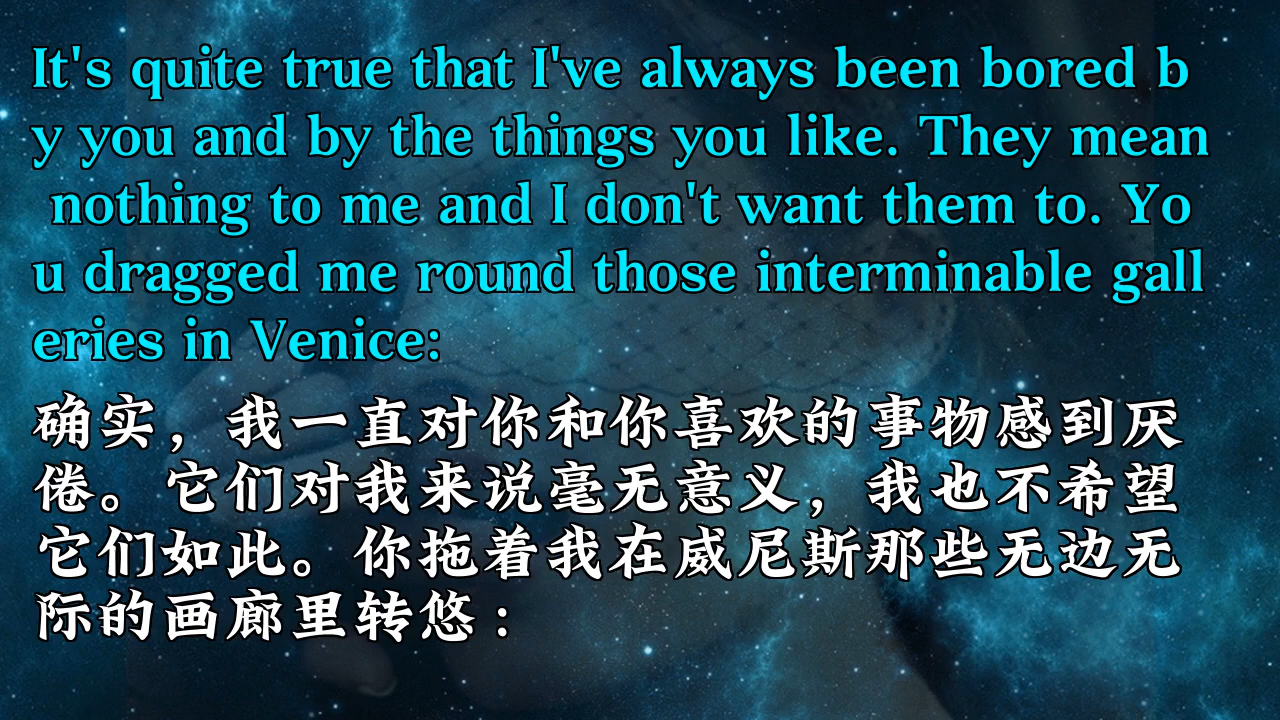 It's quite true that I've always been bored b
y you and by the things you like. They mean
nothing to me and I don't want them to. Yo
u dragged me round those interminable gall
eries in Venice:
确实，我一直对你和你喜欢的事物感到厌
倦。它们对我来说毫无意义，我也不希望
它们如此。你拖着我在威尼斯那些无边无
际的画廊里转悠：